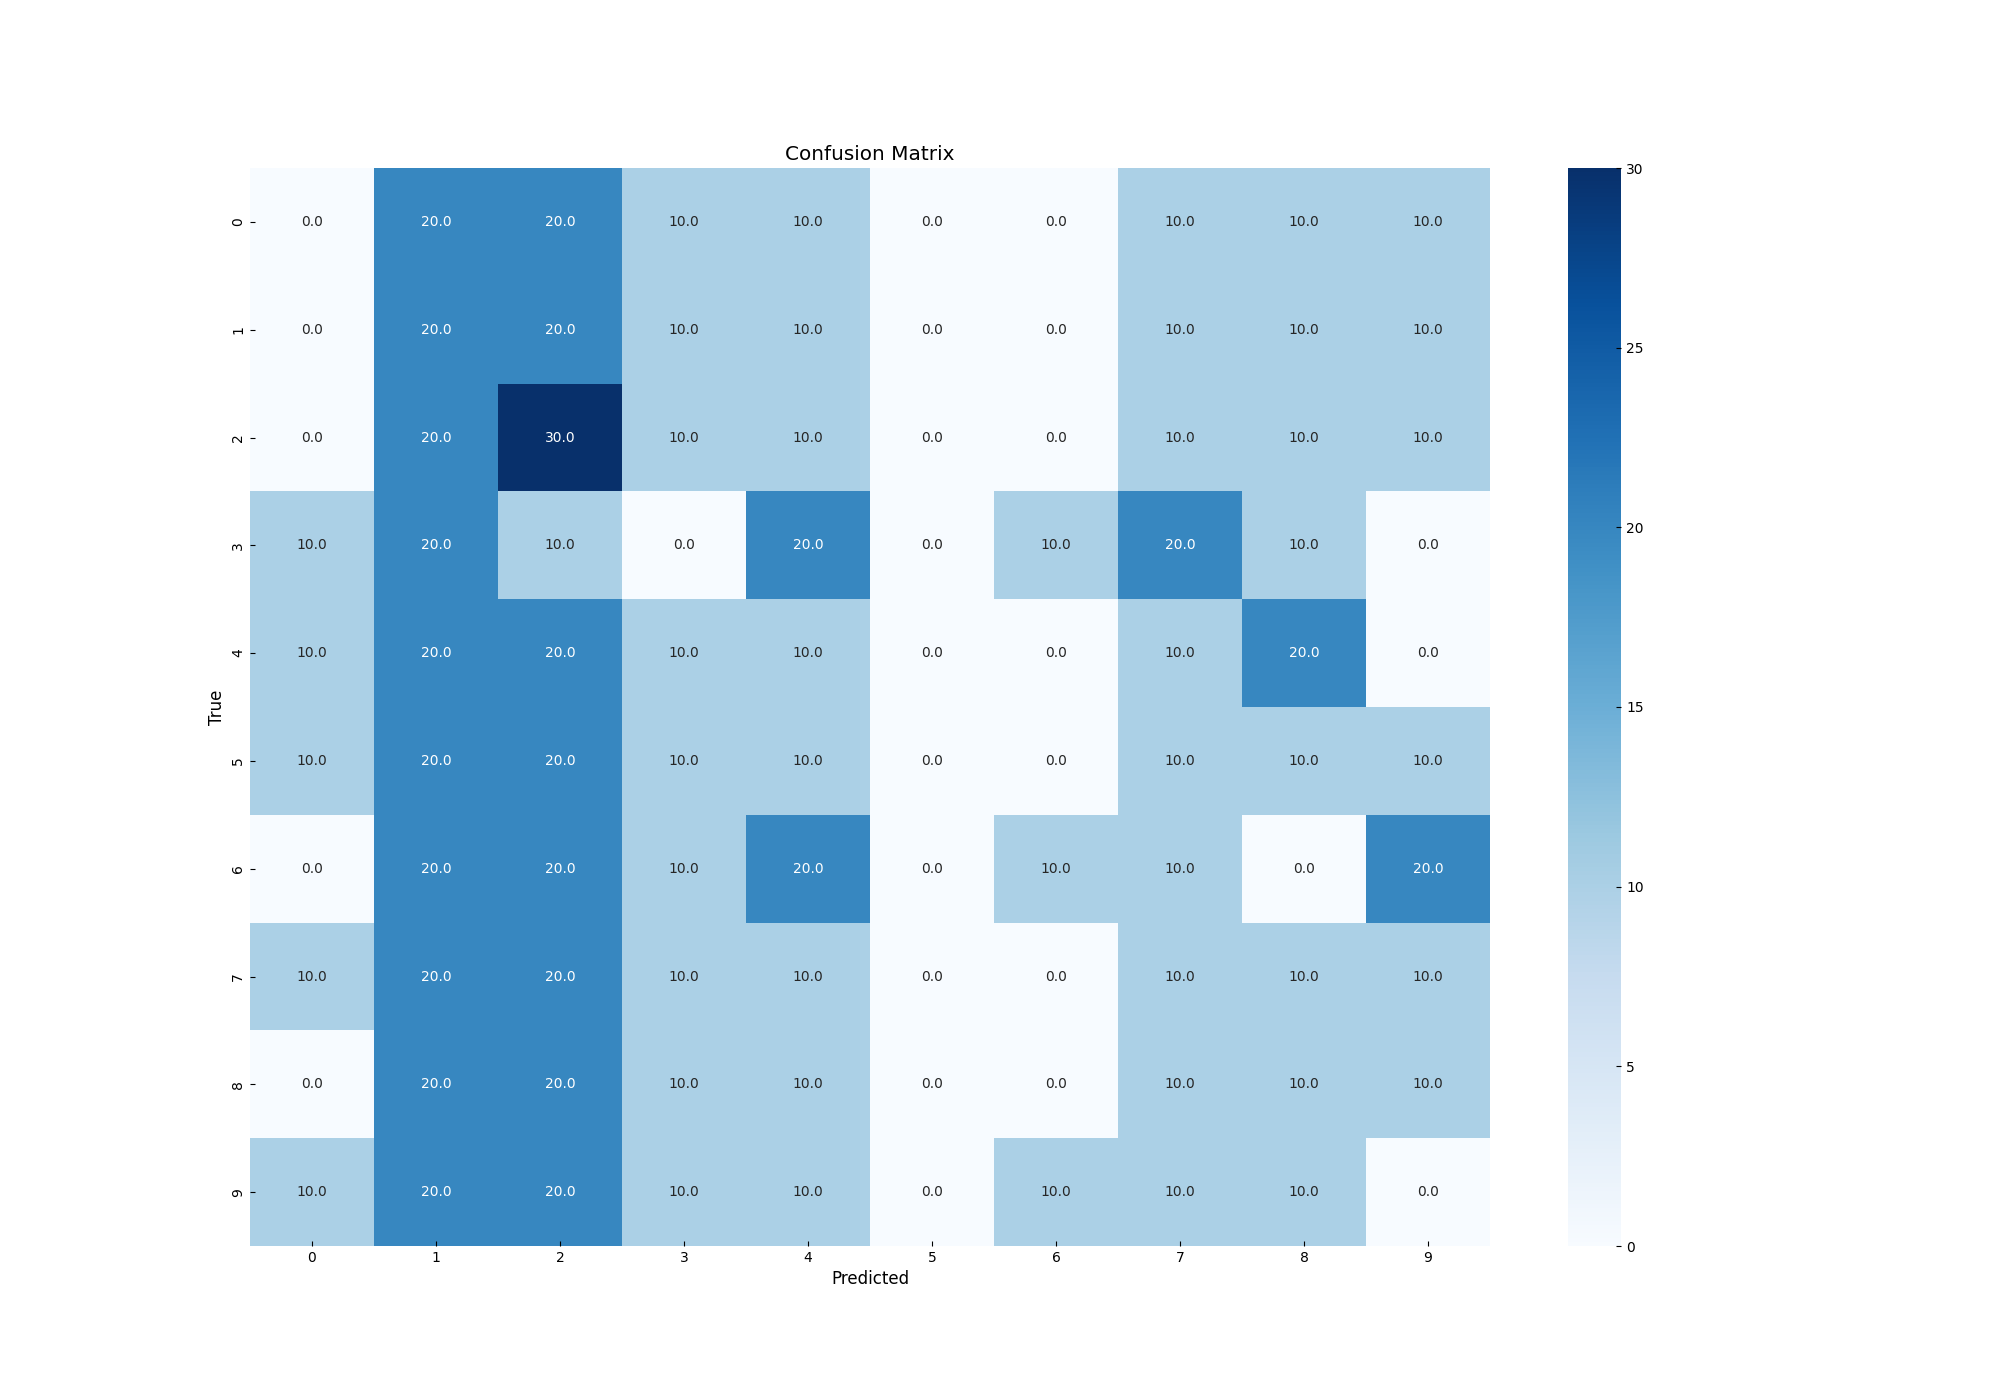 Confusion Matrix
0 0.0 20.0 20.0 10.0 10.0 0.0 0.0 10.0 10.0 10.0
1 0.0 20.0 20.0 10.0 10.0 0.0 0.0 10.0 10.0 10.0
2 0.0 20.0 30.0 10.0 10.0 0.0 0.0 10.0 10.0 10.0
3 10.0 20.0 10.0 0.0 20.0 0.0 10.0 20.0 10.0 0.0
4 10.0 20.0 20.0 10.0 10.0 0.0 0.0 10.0 20.0 0.0
5 10.0 20.0 20.0 10.0 10.0 0.0 0.0 10.0 10.0 10.0
6 0.0 20.0 20.0 10.0 20.0 0.0 10.0 10.0 0.0 20.0
7 10.0 20.0 20.0 10.0 10.0 0.0 0.0 10.0 10.0 10.0
8 0.0 20.0 20.0 10.0 10.0 0.0 0.0 10.0 10.0 10.0
9 10.0 20.0 20.0 10.0 10.0 0.0 10.0 10.0 10.0 0.0
0 1 2 3 4 5 6 7 8 9
Predicted
True
30
25
20
15
10
5
0